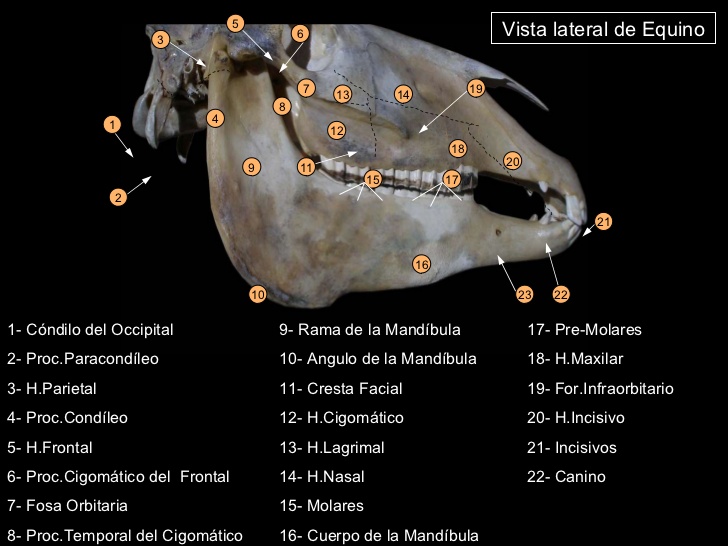 Vista lateral de Equino
5
6
3
7
13
14
19
8
4
1
12
18
20
9
11
15
17
2
21
16
10
23
22
1- Cóndilo del Occipital
2- Proc.Paracondíleo
3- H.Parietal
4- Proc.Condíleo
5- H.Frontal
6- Proc.Cigomático del  Frontal
7- Fosa Orbitaria
8- Proc.Temporal del Cigomático
9- Rama de la Mandíbula
10- Angulo de la Mandíbula
11- Cresta Facial
12- H.Cigomático
13- H.Lagrimal
14- H.Nasal
15- Molares
16- Cuerpo de la Mandíbula
17- Pre-Molares
18- H.Maxilar
19- For.Infraorbitario
20- H.Incisivo
21- Incisivos
22- Canino